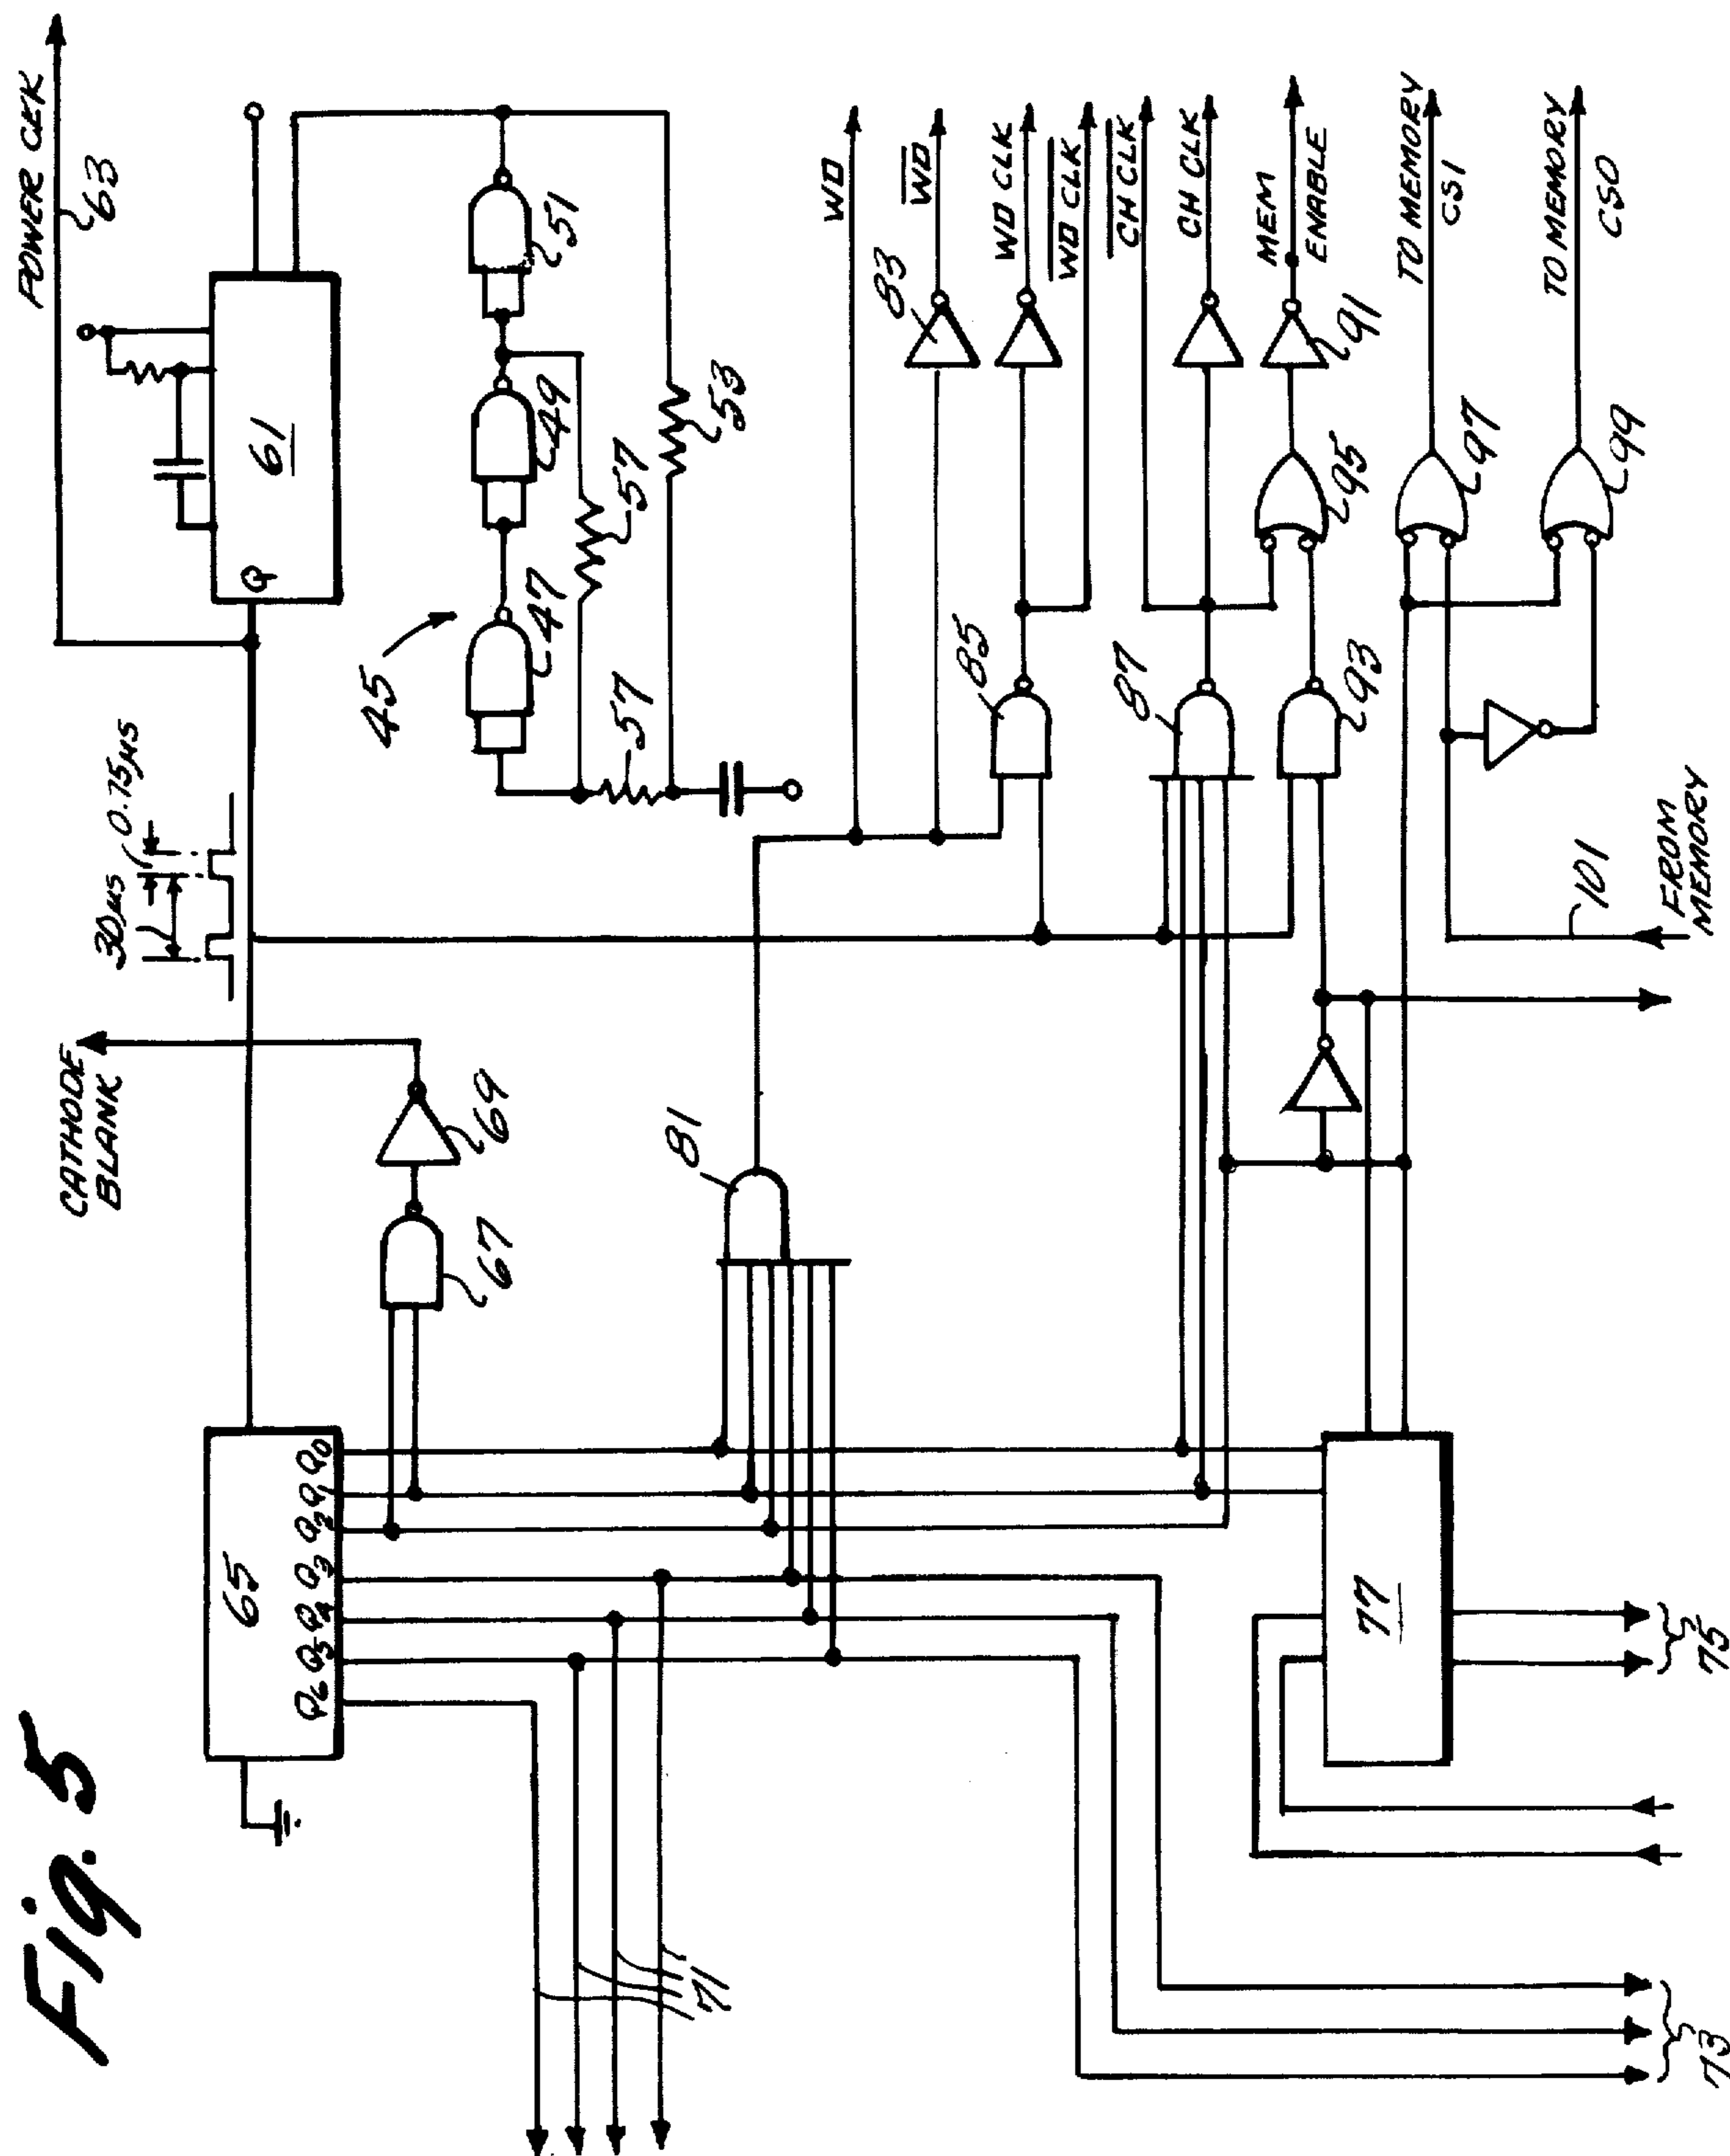 Fig. 5
POWER CLK
63
61
Q
51
49
47
45
57
57
53
30µs
0.75µs
CATHODE
BLANK
69
67
65
Q6 Q5 Q4 Q3 Q2 Q1 Q0
71
81
WD
WD
83
WD CLK
WD CLK
85
CH CLK
CH CLK
87
MEM
ENABLE
91
93
95
TO MEMORY
CS1
97
TO MEMORY
CS0
99
101
FROM
MEMORY
77
75
73